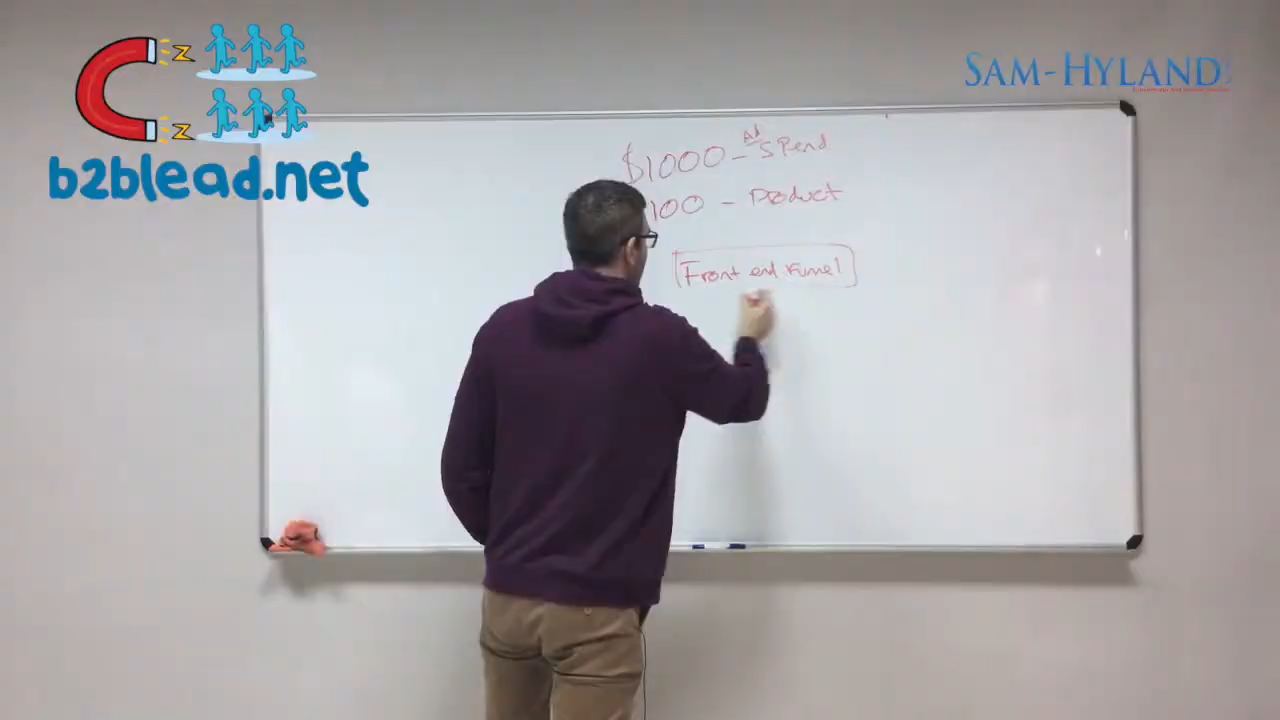 b2blead.net
SAM-HYLAND
$1000 - Ad Spend
100 - Product
Front end Funnel